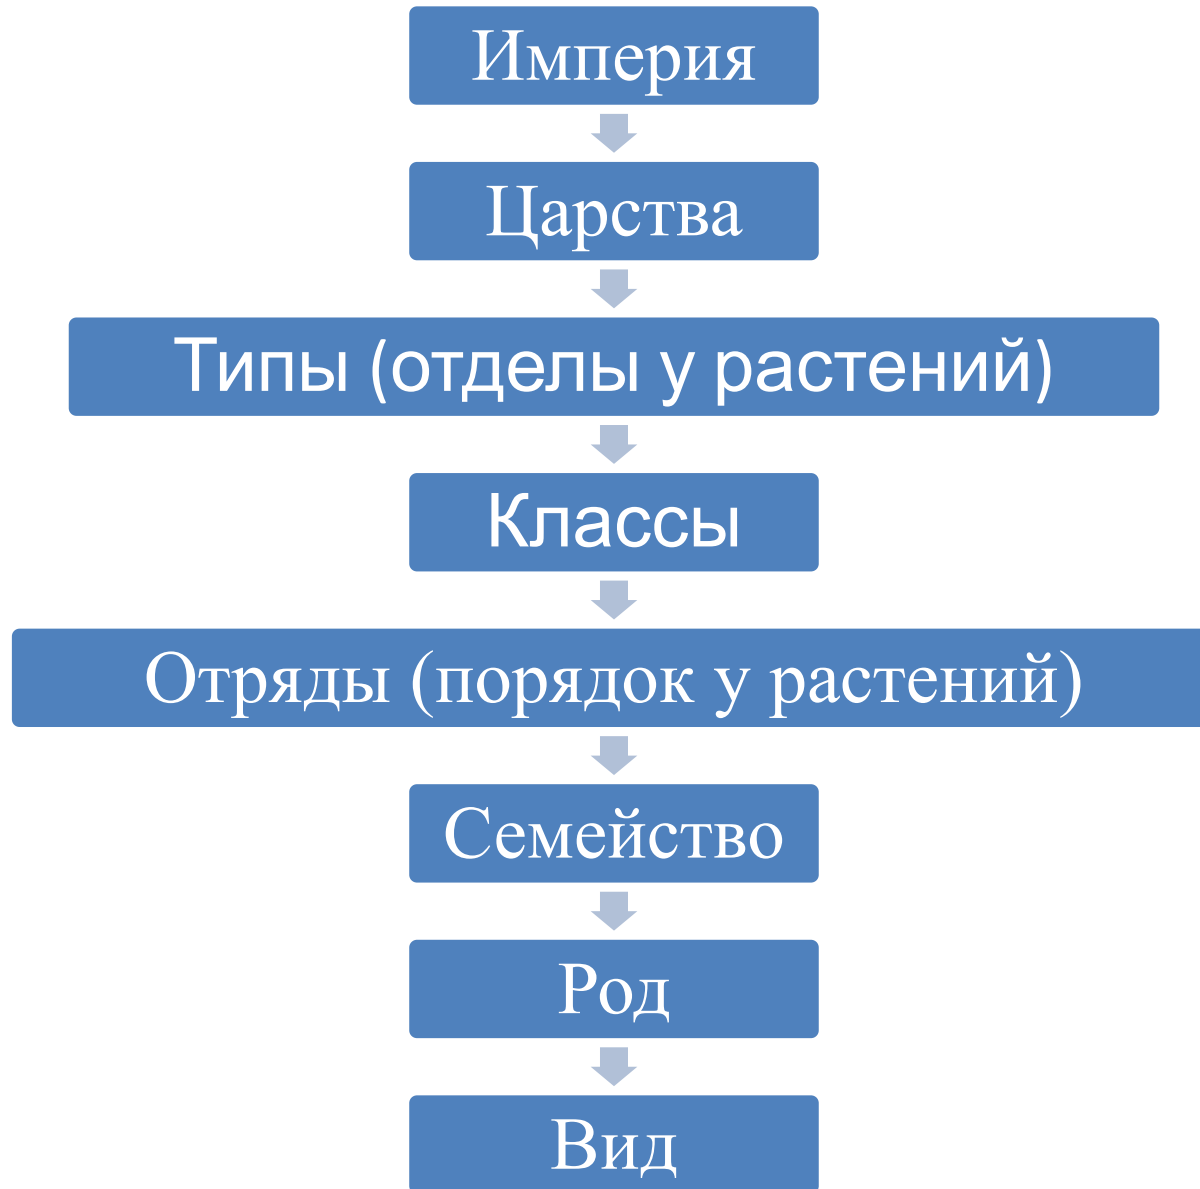 Империя
Царства
Типы (отделы у растений)
Классы
Отряды (порядок у растений)
Семейство
Род
Вид